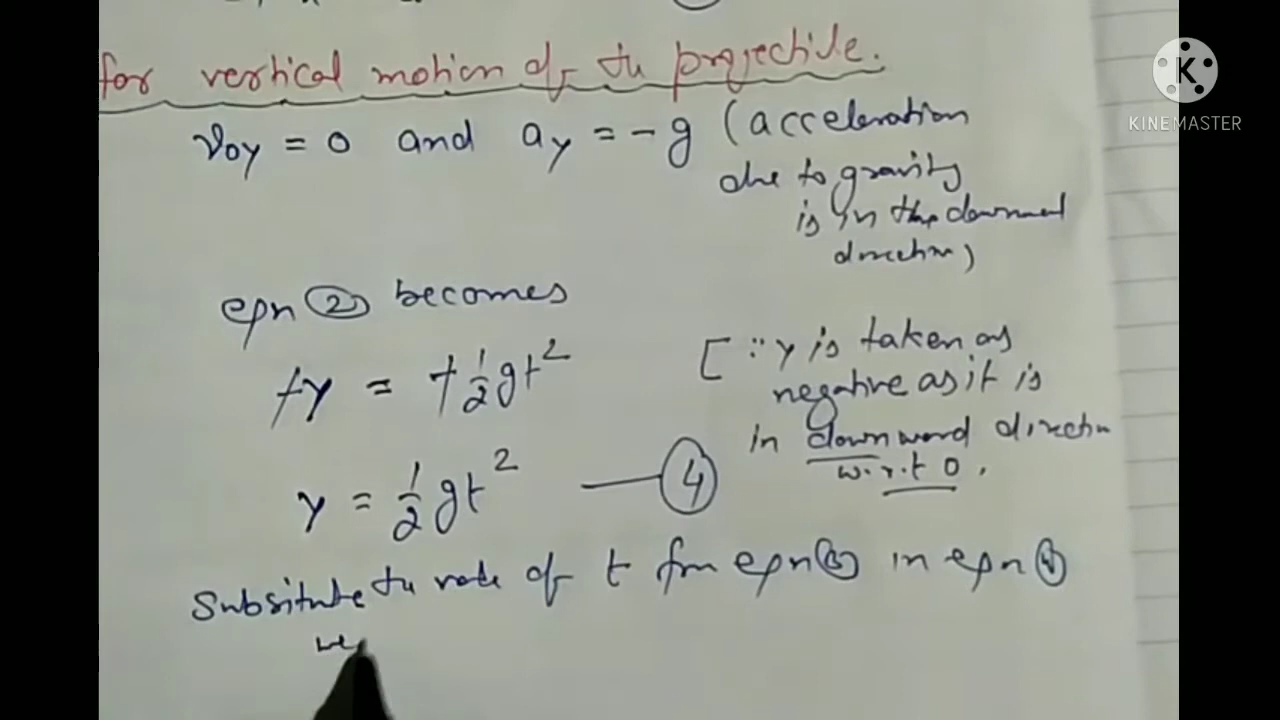 for vertical motion of the projectile.
v0y = 0 and ay = -g (acceleration
due to gravity
is in the downward
direction)
eqn ② becomes
+y = +½gt²
[∵ y is taken as
negative as it is
in downward direction
w.r.t O.
y = ½gt² — ④
Subsitute the value of t from eqn ③ in eqn ④
we
K
KINEMASTER